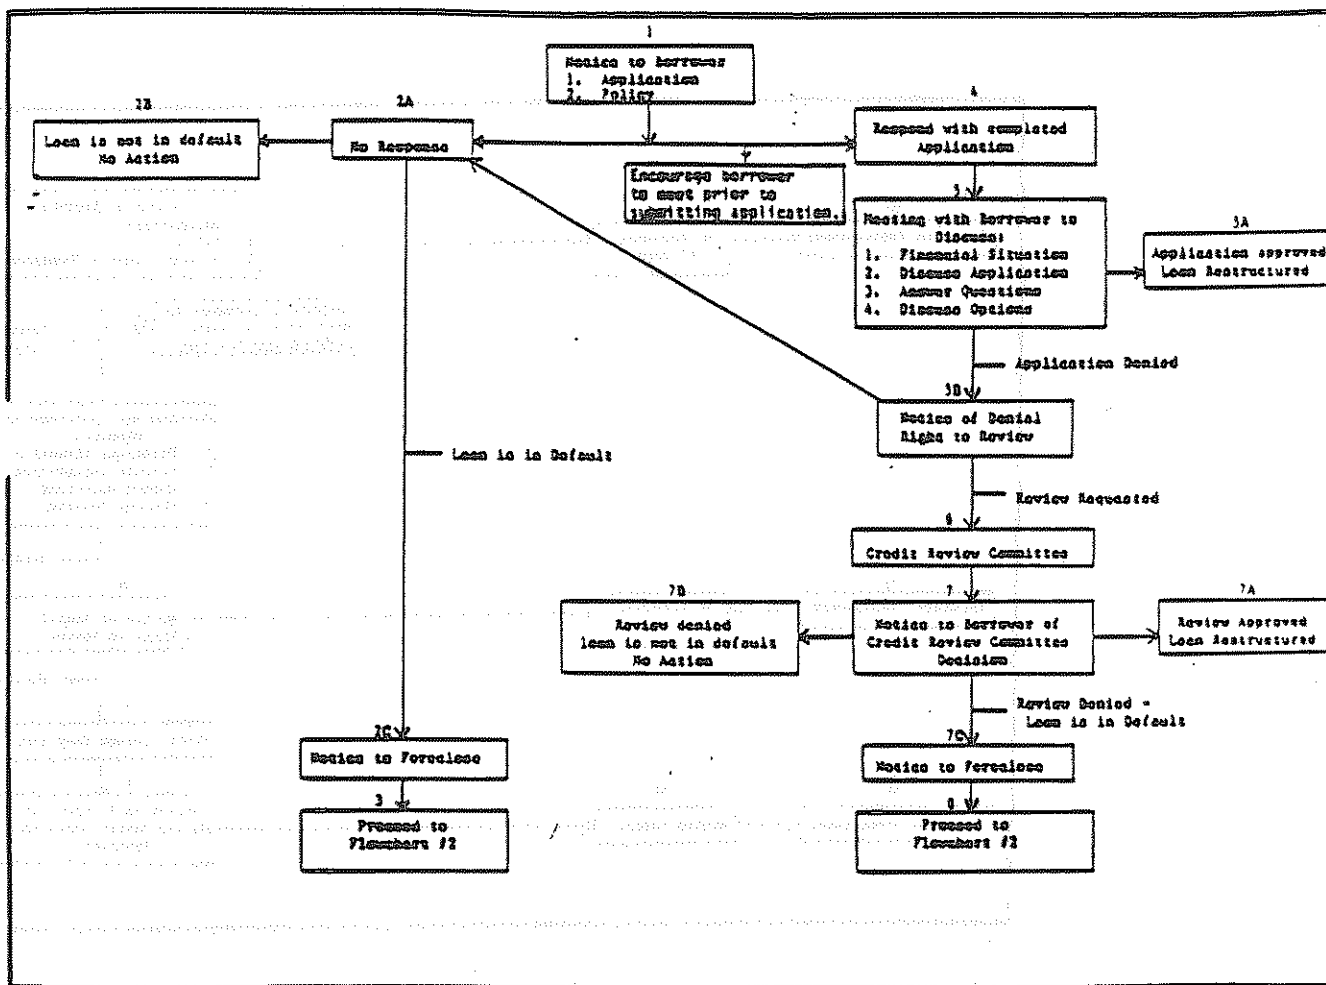 1
Notice to Borrower
1. Application
2. Policy
2B
Loan is not in default
No Action
2A
No Response
4
Respond with completed
Application
Encourage borrower
to meet prior to
submitting application.
5
Meeting with Borrower to
Discuss:
1. Financial Situation
2. Discuss Application
3. Answer Questions
4. Discuss Options
5A
Application approved
Loan Restructured
Application Denied
5B
Notice of Denial
Right to Review
Loan is in Default
Review Requested
6
Credit Review Committee
7B
Review denied
loan is not in default
No Action
7
Notice to Borrower of
Credit Review Committee
Decision
7A
Review Approved
Loan Restructured
Review Denied -
Loan is in Default
2C
Notice to Foreclose
7C
Notice to Foreclose
3
Proceed to
Flowchart #2
8
Proceed to
Flowchart #2